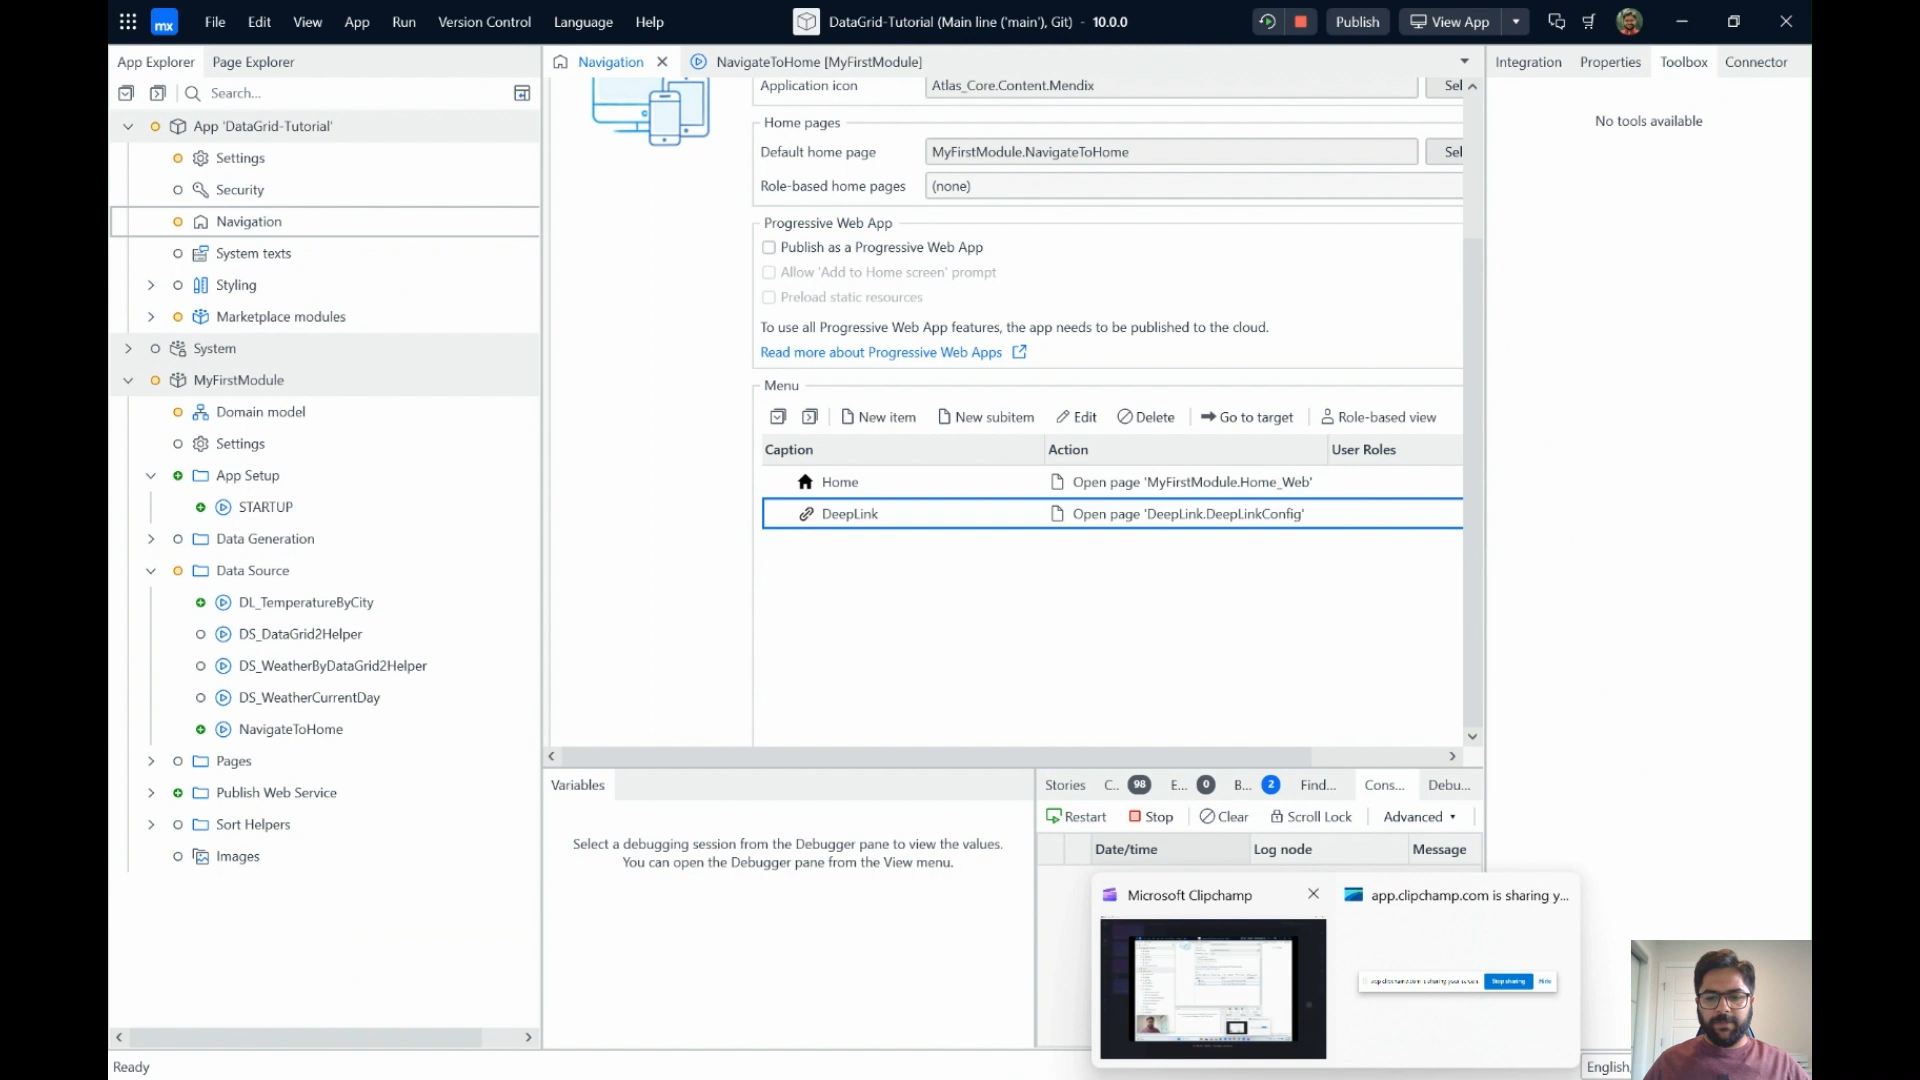 mx
File Edit View App Run Version Control Language Help
DataGrid-Tutorial (Main line ('main'), Git) - 10.0.0
Publish
View App
App Explorer
Page Explorer
Navigation
NavigateToHome [MyFirstModule]
Integration
Properties
Toolbox
Connector
Search...
App 'DataGrid-Tutorial'
Settings
Security
Navigation
System texts
Styling
Marketplace modules
System
MyFirstModule
Domain model
Settings
App Setup
STARTUP
Data Generation
Data Source
DL_TemperatureByCity
DS_DataGrid2Helper
DS_WeatherByDataGrid2Helper
DS_WeatherCurrentDay
NavigateToHome
Pages
Publish Web Service
Sort Helpers
Images
Application icon
Atlas_Core.Content.Mendix
Sel
Home pages
Default home page
MyFirstModule.NavigateToHome
Sel
Role-based home pages
(none)
Progressive Web App
Publish as a Progressive Web App
Allow 'Add to Home screen' prompt
Preload static resources
To use all Progressive Web App features, the app needs to be published to the cloud.
Read more about Progressive Web Apps
Menu
New item
New subitem
Edit
Delete
Go to target
Role-based view
Caption
Action
User Roles
Home
Open page 'MyFirstModule.Home_Web'
DeepLink
Open page 'DeepLink.DeepLinkConfig'
No tools available
Variables
Select a debugging session from the Debugger pane to view the values.
You can open the Debugger pane from the View menu.
Stories
C... 98
E... 0
B... 2
Find...
Cons...
Debu...
Restart
Stop
Clear
Scroll Lock
Advanced
Date/time
Log node
Message
Microsoft Clipchamp
app.clipchamp.com is sharing y...
app.clipchamp.com is sharing your screen.
Stop sharing
Hide
Ready
English,